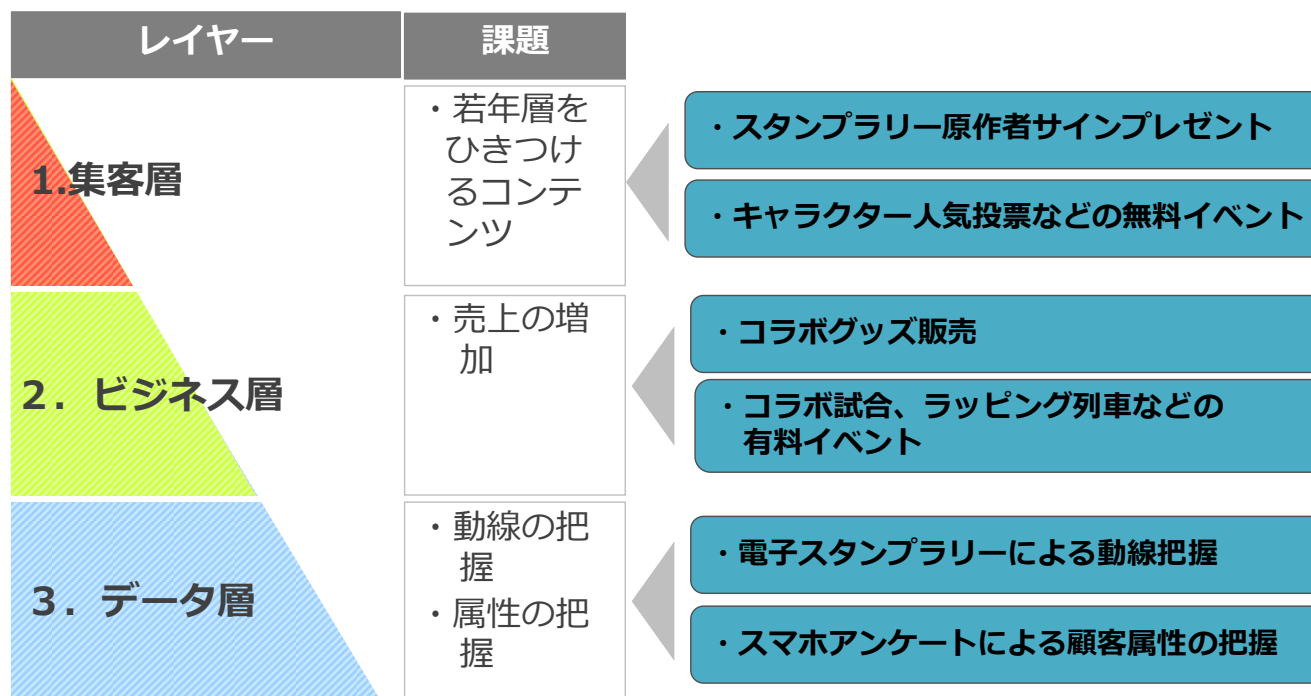 レイヤー
課題
1.集客層
・若年層を
ひきつけ
るコンテ
ンツ
・スタンプラリー原作者サインプレゼント
・キャラクター人気投票などの無料イベント
2．ビジネス層
・売上の増
加
・コラボグッズ販売
・コラボ試合、ラッピング列車などの
有料イベント
3．データ層
・動線の把
握
・属性の把
握
・電子スタンプラリーによる動線把握
・スマホアンケートによる顧客属性の把握